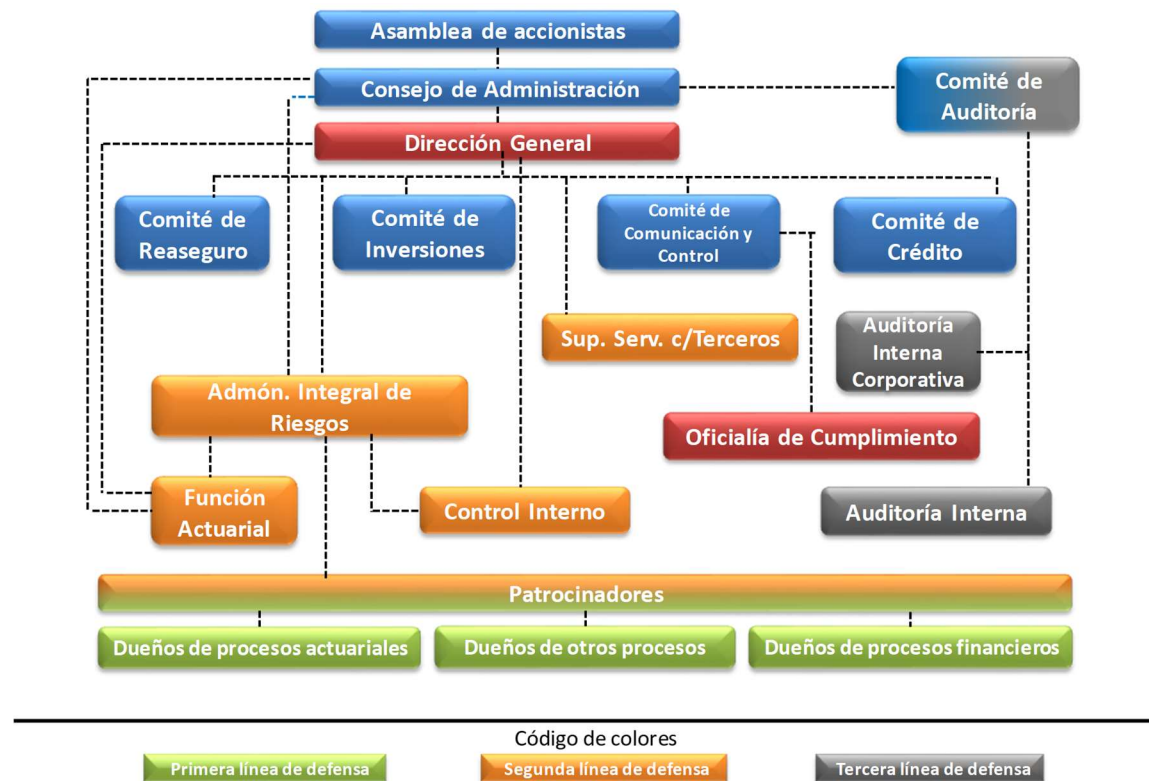 Asamblea de accionistas
Consejo de Administración
Comité de
Auditoría
Dirección General
Comité de
Reaseguro
Comité de
Inversiones
Comité de
Comunicación y
Control
Comité de
Crédito
Sup. Serv. c/Terceros
Auditoría
Interna
Corporativa
Admón. Integral de
Riesgos
Oficialía de Cumplimiento
Función
Actuarial
Control Interno
Auditoría Interna
Patrocinadores
Dueños de procesos actuariales
Dueños de otros procesos
Dueños de procesos financieros
Código de colores
Primera línea de defensa
Segunda línea de defensa
Tercera línea de defensa